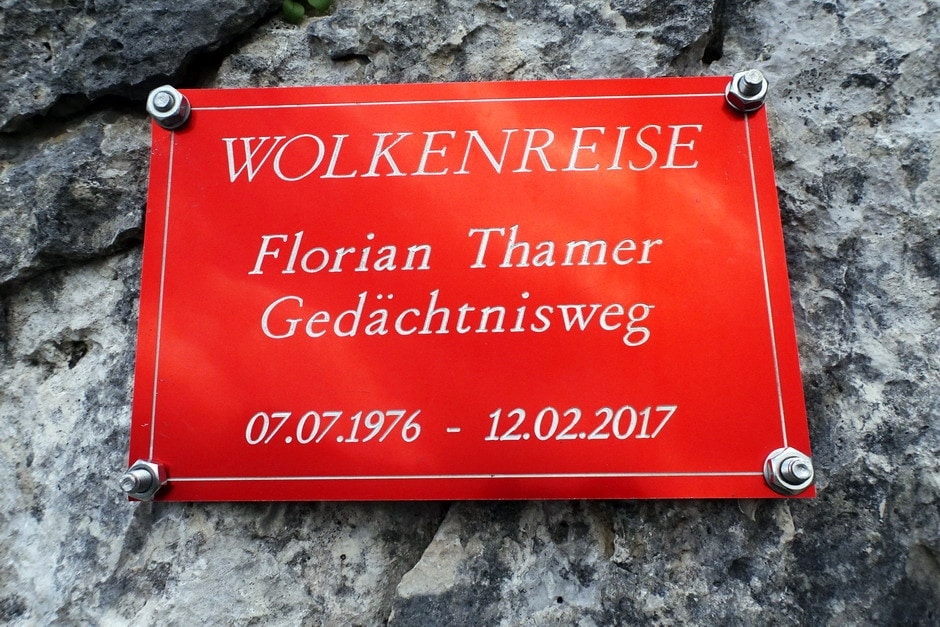 WOLKENREISE
Florian Thamer
Gedächtnisweg
07.07.1976 - 12.02.2017